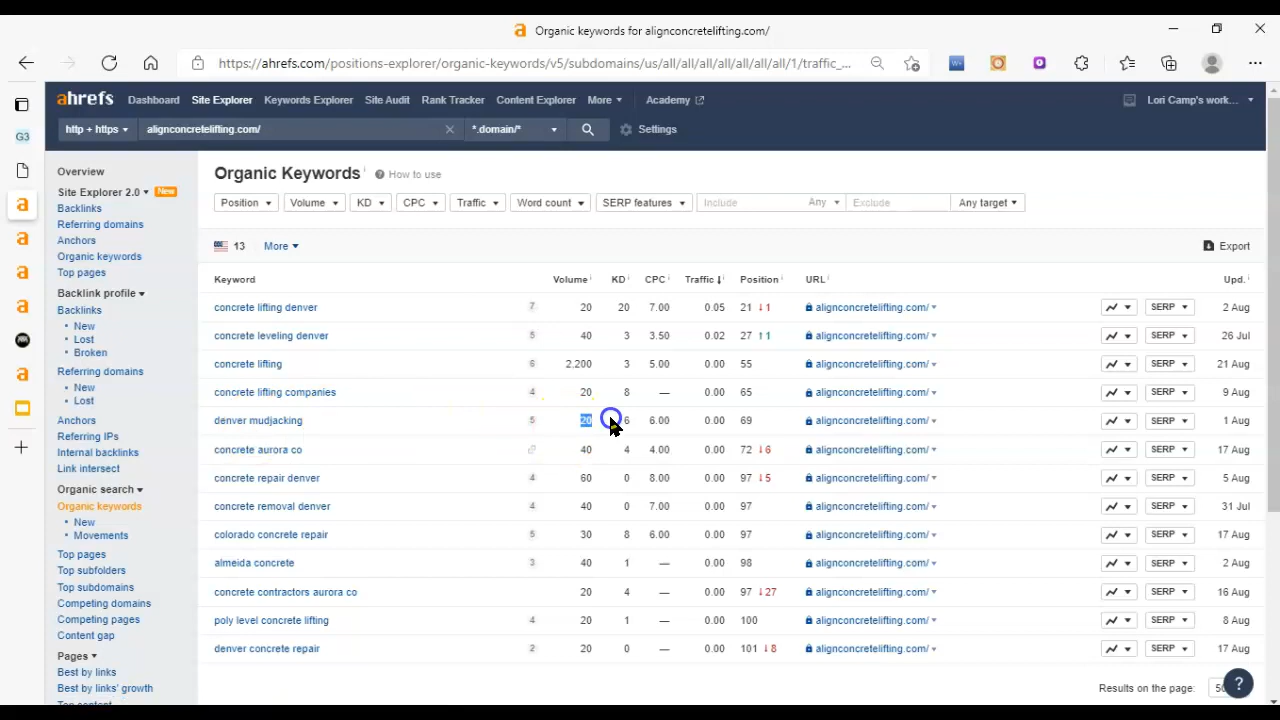 Organic keywords for alignconcretelifting.com/
https://ahrefs.com/positions-explorer/organic-keywords/v5/subdomains/us/all/all/all/all/all/all/all/1/traffic_...
ahrefs Dashboard Site Explorer Keywords Explorer Site Audit Rank Tracker Content Explorer More Academy Lori Camp's work...
G3
http + https alignconcretelifting.com/ *.domain/* Settings
Overview
Site Explorer 2.0 New
Backlinks
Referring domains
Anchors
Organic keywords
Top pages
Backlink profile
Backlinks
New
Lost
Broken
Referring domains
New
Lost
Anchors
Referring IPs
Internal backlinks
Link intersect
Organic search
Organic keywords
New
Movements
Top pages
Top subfolders
Top subdomains
Competing domains
Competing pages
Content gap
Pages
Best by links
Best by links' growth
Top content
Organic Keywords i ? How to use
Position Volume KD CPC Traffic Word count SERP features Include Any Exclude Any target
13 More Export
Keyword Volume KD CPC Traffic Position URL Upd.
concrete lifting denver 7 20 20 7.00 0.05 21 ↓1 alignconcretelifting.com/ SERP 2 Aug
concrete leveling denver 5 40 3 3.50 0.02 27 ↑1 alignconcretelifting.com/ SERP 26 Jul
concrete lifting 6 2,200 3 5.00 0.00 55 alignconcretelifting.com/ SERP 21 Aug
concrete lifting companies 4 20 8 — 0.00 65 alignconcretelifting.com/ SERP 9 Aug
denver mudjacking 5 20 6 6.00 0.00 69 alignconcretelifting.com/ SERP 1 Aug
concrete aurora co 40 4 4.00 0.00 72 ↓6 alignconcretelifting.com/ SERP 17 Aug
concrete repair denver 4 60 0 8.00 0.00 97 ↓5 alignconcretelifting.com/ SERP 5 Aug
concrete removal denver 4 40 0 7.00 0.00 97 alignconcretelifting.com/ SERP 31 Jul
colorado concrete repair 5 30 8 6.00 0.00 97 alignconcretelifting.com/ SERP 17 Aug
almeida concrete 3 40 1 — 0.00 98 alignconcretelifting.com/ SERP 2 Aug
concrete contractors aurora co 20 4 — 0.00 97 ↓27 alignconcretelifting.com/ SERP 16 Aug
poly level concrete lifting 4 20 1 — 0.00 100 alignconcretelifting.com/ SERP 8 Aug
denver concrete repair 2 20 0 — 0.00 101 ↓8 alignconcretelifting.com/ SERP 17 Aug
Results on the page: ?